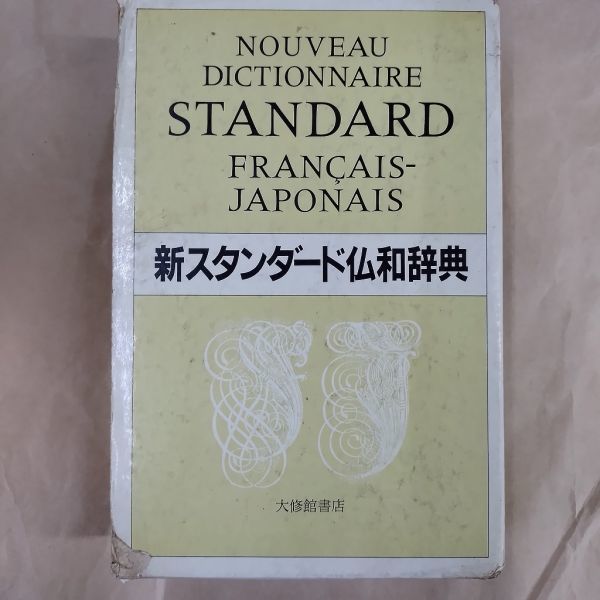 NOUVEAU
DICTIONNAIRE
STANDARD
FRANÇAIS-
JAPONAIS
新スタンダード仏和辞典
大修館書店